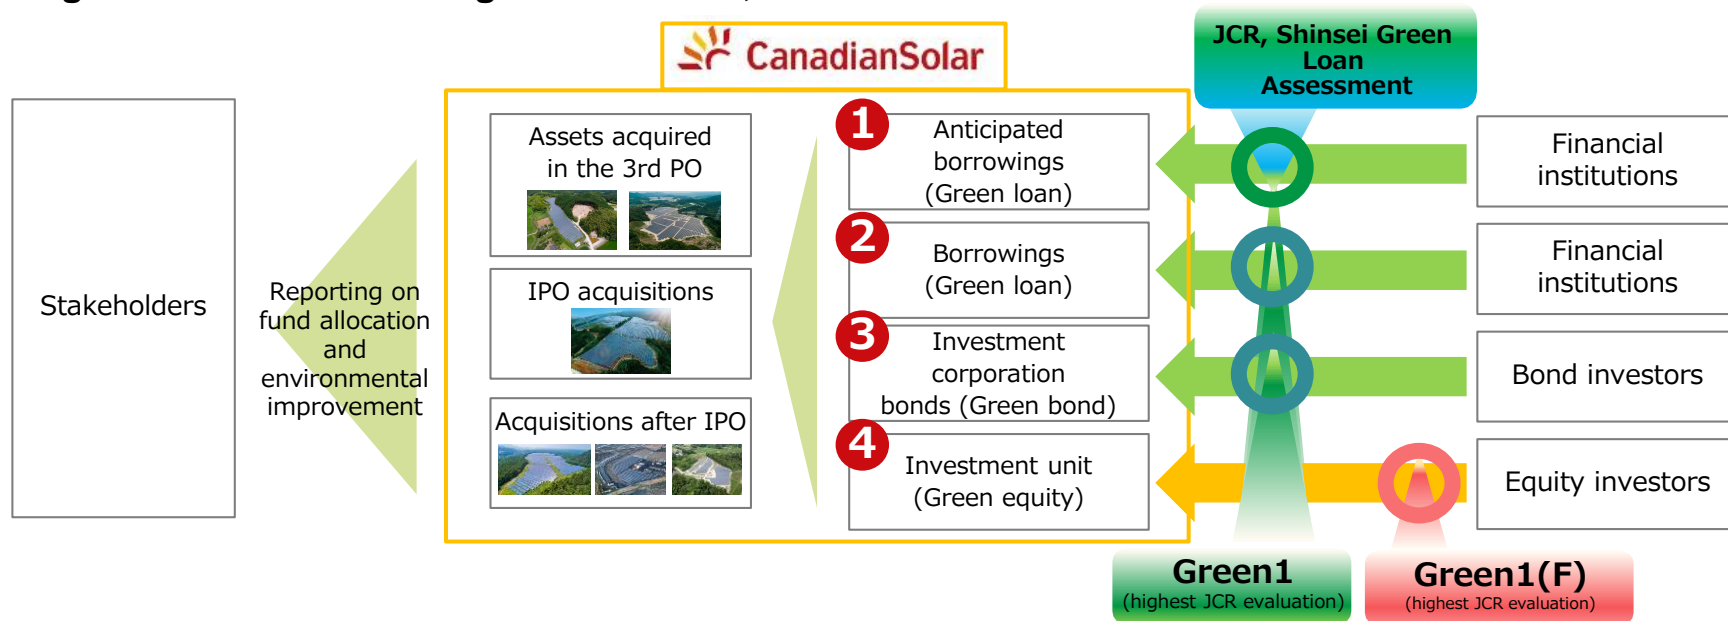 CanadianSolar
JCR, Shinsei Green
Loan
Assessment
Stakeholders
Reporting on
fund allocation
and
environmental
improvement
Assets acquired
in the 3rd PO
IPO acquisitions
Acquisitions after IPO
1
Anticipated
borrowings
(Green loan)
2
Borrowings
(Green loan)
3
Investment
corporation
bonds (Green bond)
4
Investment unit
(Green equity)
Financial
institutions
Financial
institutions
Bond investors
Equity investors
Green1
(highest JCR evaluation)
Green1(F)
(highest JCR evaluation)